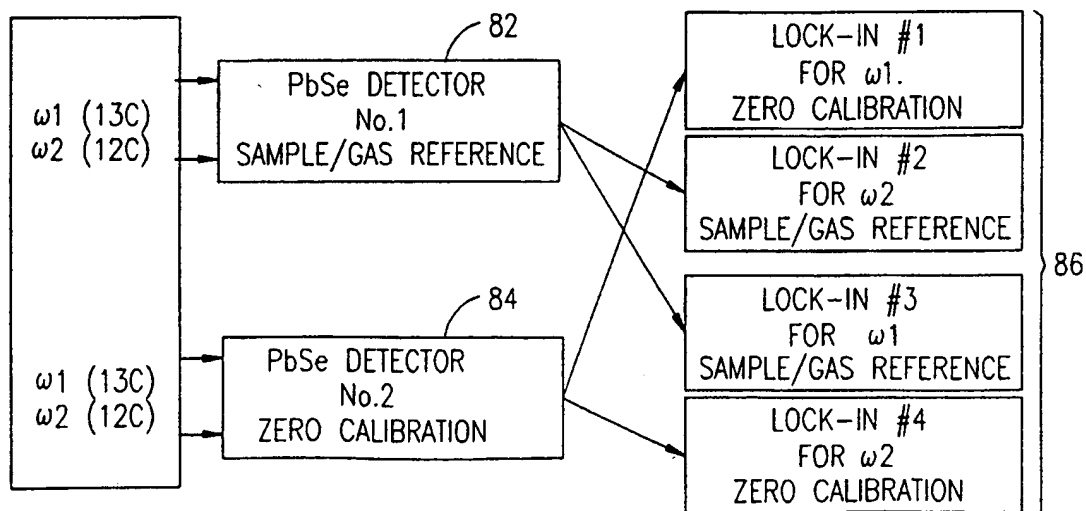 ω1 (13C)
ω2 (12C)
ω1 (13C)
ω2 (12C)
82
PbSe DETECTOR
No.1
SAMPLE/GAS REFERENCE
84
PbSe DETECTOR
No.2
ZERO CALIBRATION
LOCK-IN #1
FOR ω1.
ZERO CALIBRATION
LOCK-IN #2
FOR ω2
SAMPLE/GAS REFERENCE
LOCK-IN #3
FOR ω1
SAMPLE/GAS REFERENCE
LOCK-IN #4
FOR ω2
ZERO CALIBRATION
86